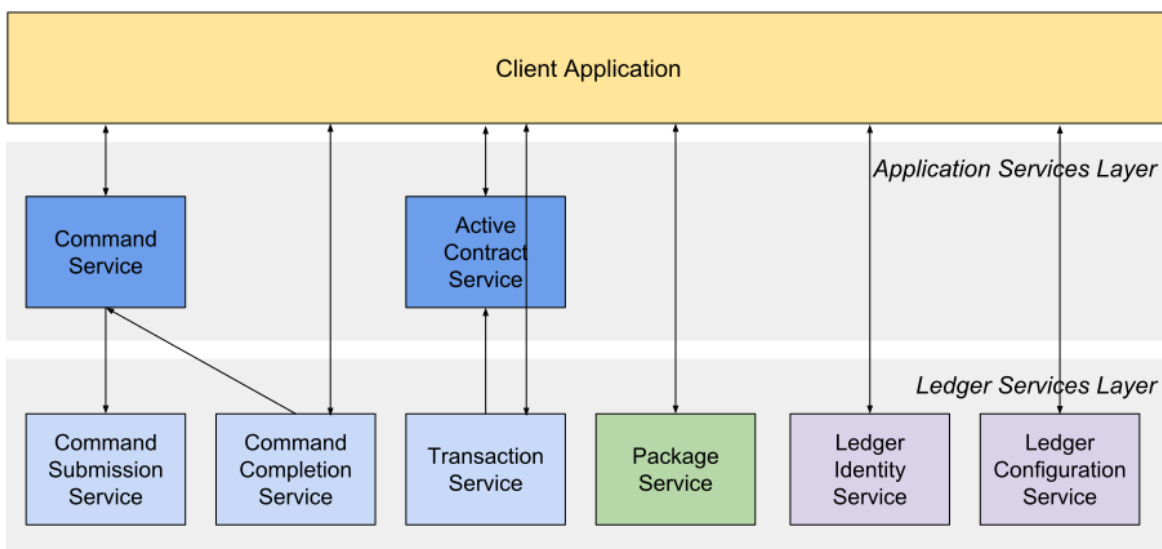 Client Application
Application Services Layer
Command
Service
Active
Contract
Service
Ledger Services Layer
Command
Submission
Service
Command
Completion
Service
Transaction
Service
Package
Service
Ledger
Identity
Service
Ledger
Configuration
Service